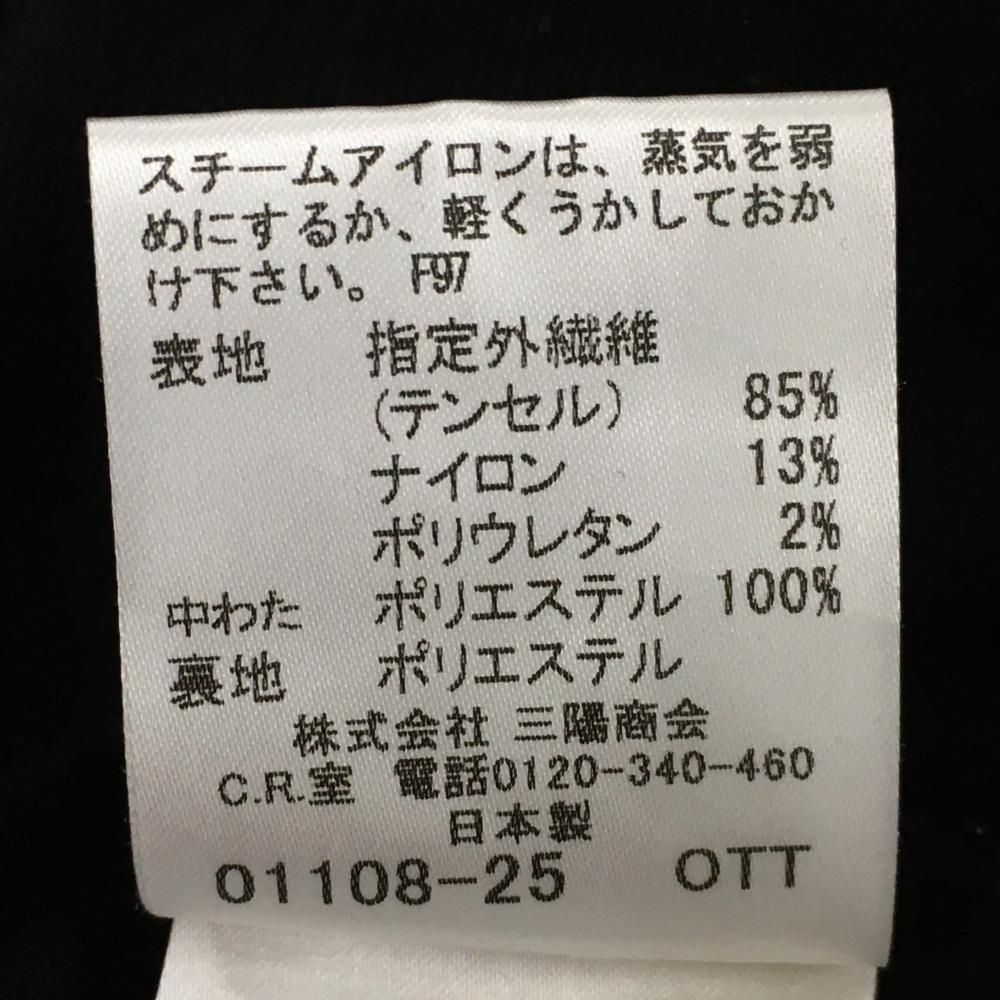 スチームアイロンは、蒸気を弱
めにするか、軽くうかしておか
け下さい。 F97
表地 指定外繊維
(テンセル) 85%
ナイロン 13%
ポリウレタン 2%
中わた ポリエステル 100%
裏地 ポリエステル
株式会社 三陽商会
C.R.室 電話0120-340-460
日本製
01108-25 OTT